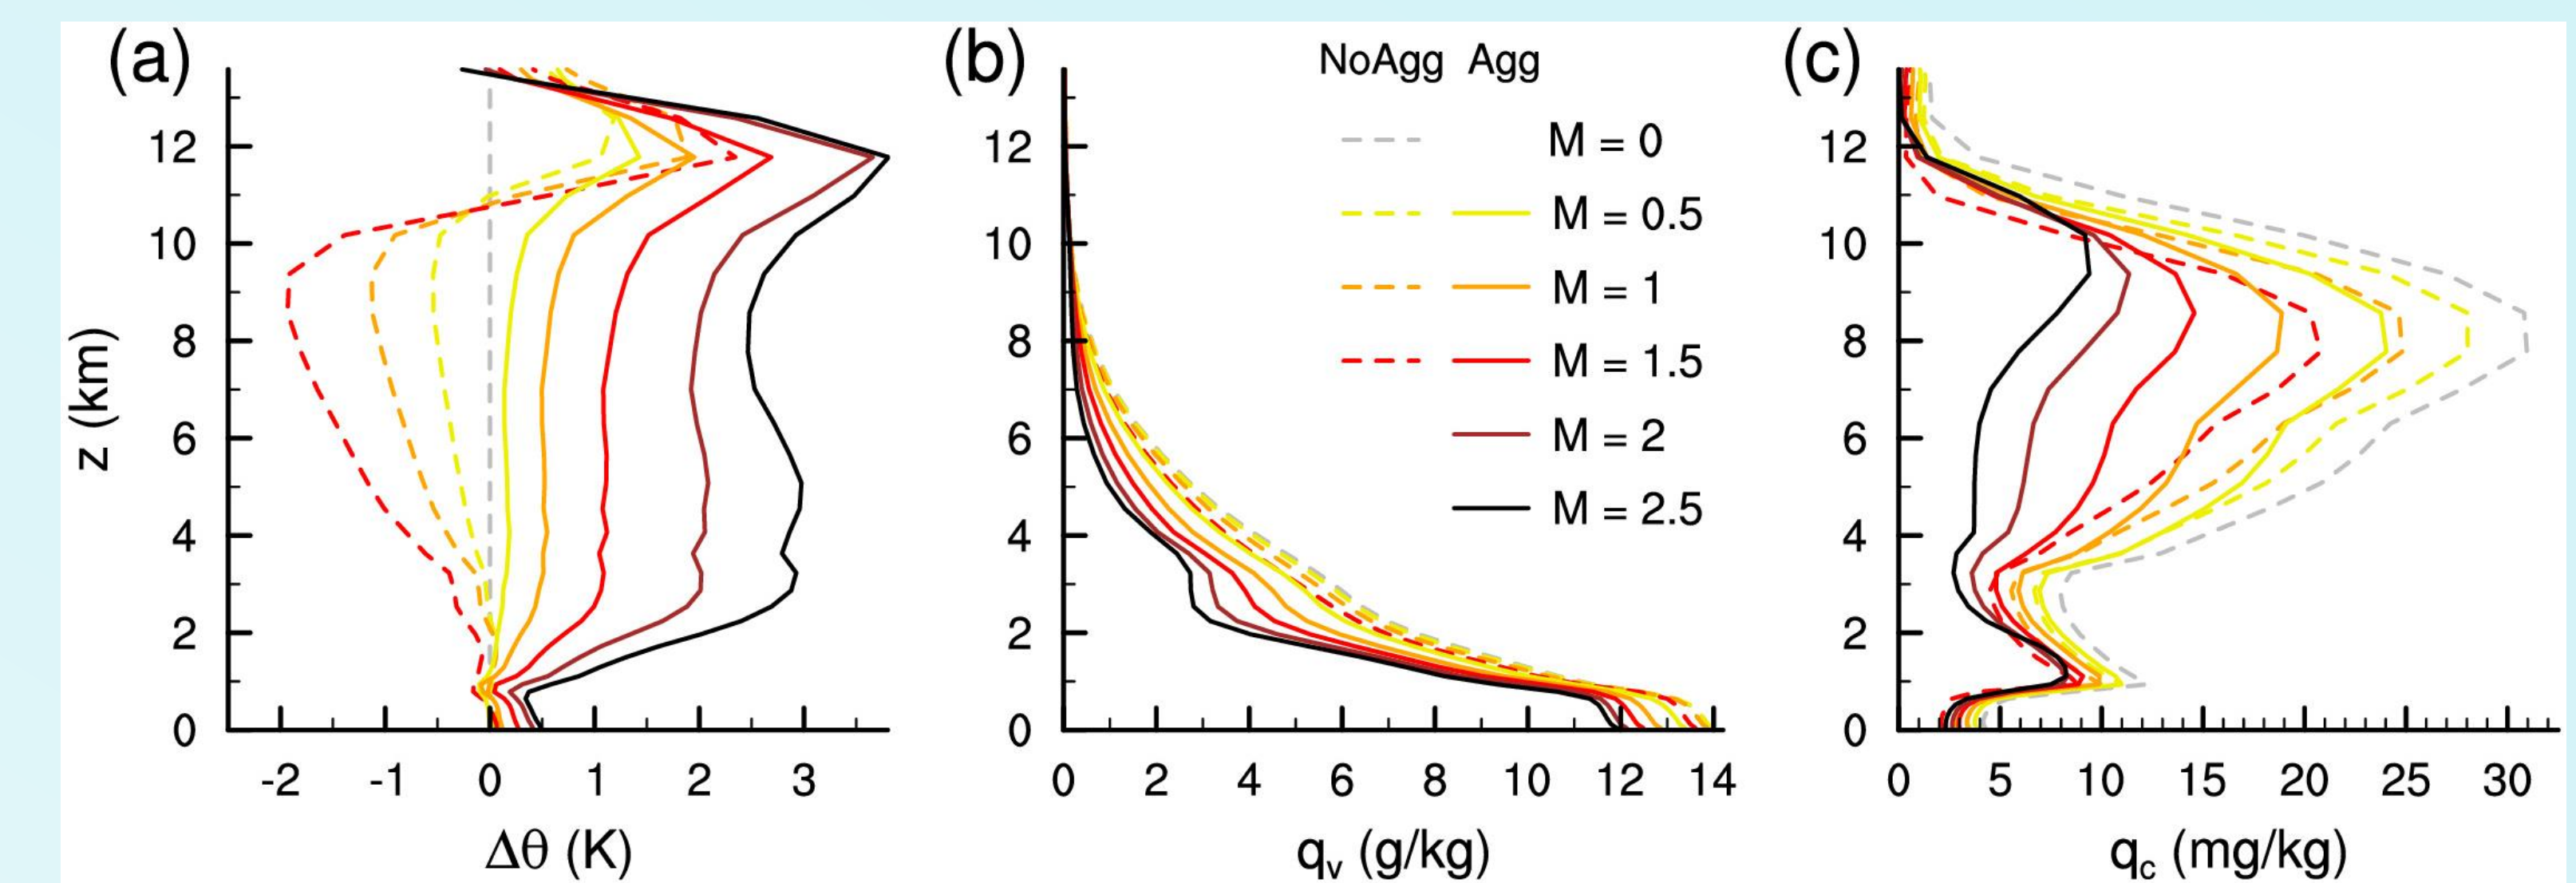 (a)
(b)
(c)
NoAgg Agg
M = 0
M = 0.5
M = 1
M = 1.5
M = 2
M = 2.5
z (km)
12
10
8
6
4
2
0
-2 -1 0 1 2 3
Δθ (K)
12
10
8
6
4
2
0
0 2 4 6 8 10 12 14
qv (g/kg)
12
10
8
6
4
2
0
0 5 10 15 20 25 30
qc (mg/kg)